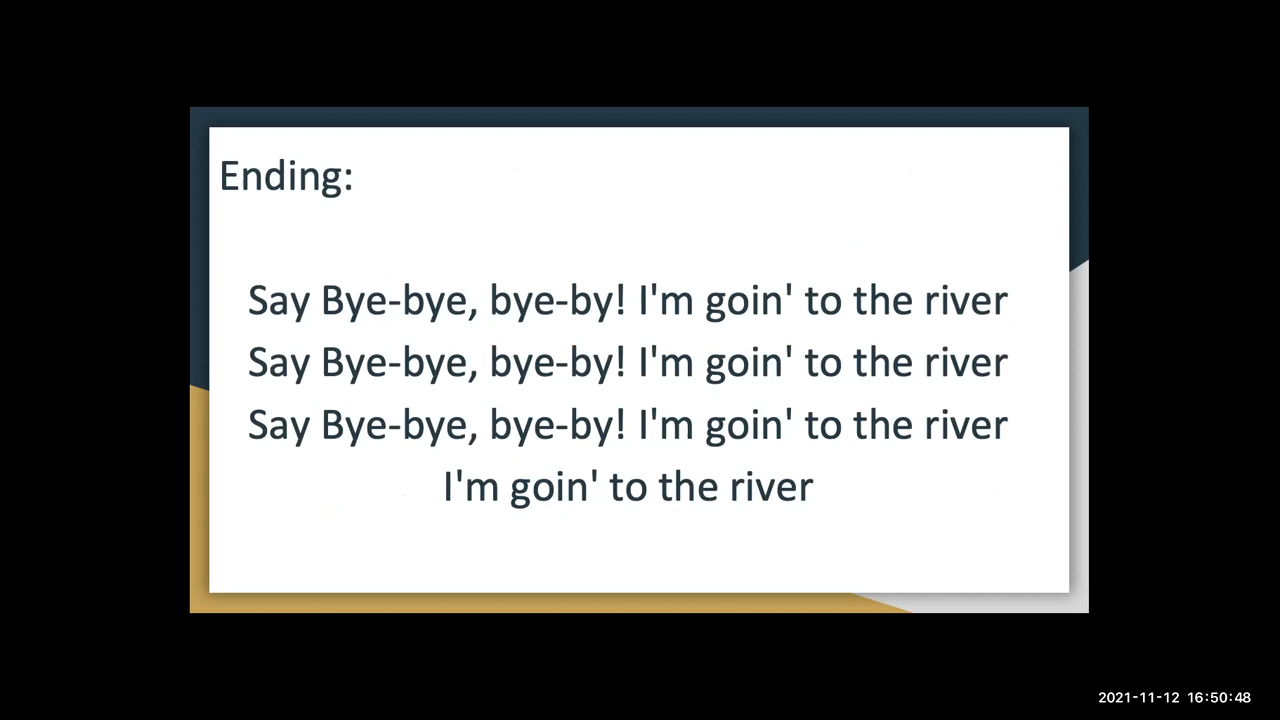 Ending:
Say Bye-bye, bye-by! I'm goin' to the river
Say Bye-bye, bye-by! I'm goin' to the river
Say Bye-bye, bye-by! I'm goin' to the river
I'm goin' to the river
2021-11-12 16:50:48